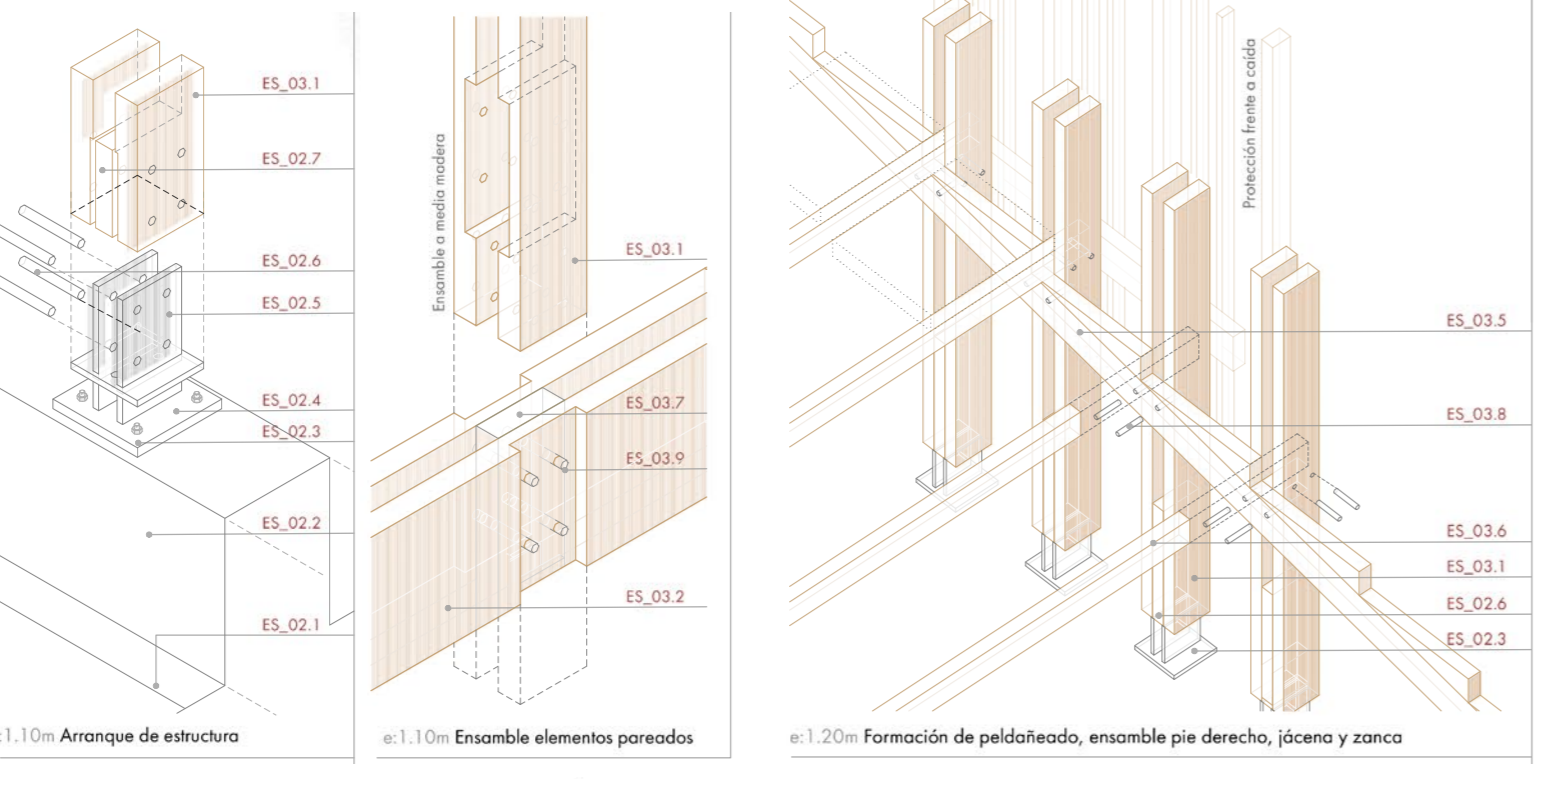 ES_03.1
ES_02.7
ES_02.6
ES_02.5
ES_02.4
ES_02.3
ES_02.2
ES_02.1
:1.10m Arranque de estructura
Ensamble a media madera
ES_03.1
ES_03.7
ES_03.9
ES_03.2
e:1.10m Ensamble elementos pareados
Protección frente a caída
ES_03.5
ES_03.8
ES_03.6
ES_03.1
ES_02.6
ES_02.3
e:1.20m Formación de peldañeado, ensamble pie derecho, jácena y zanca